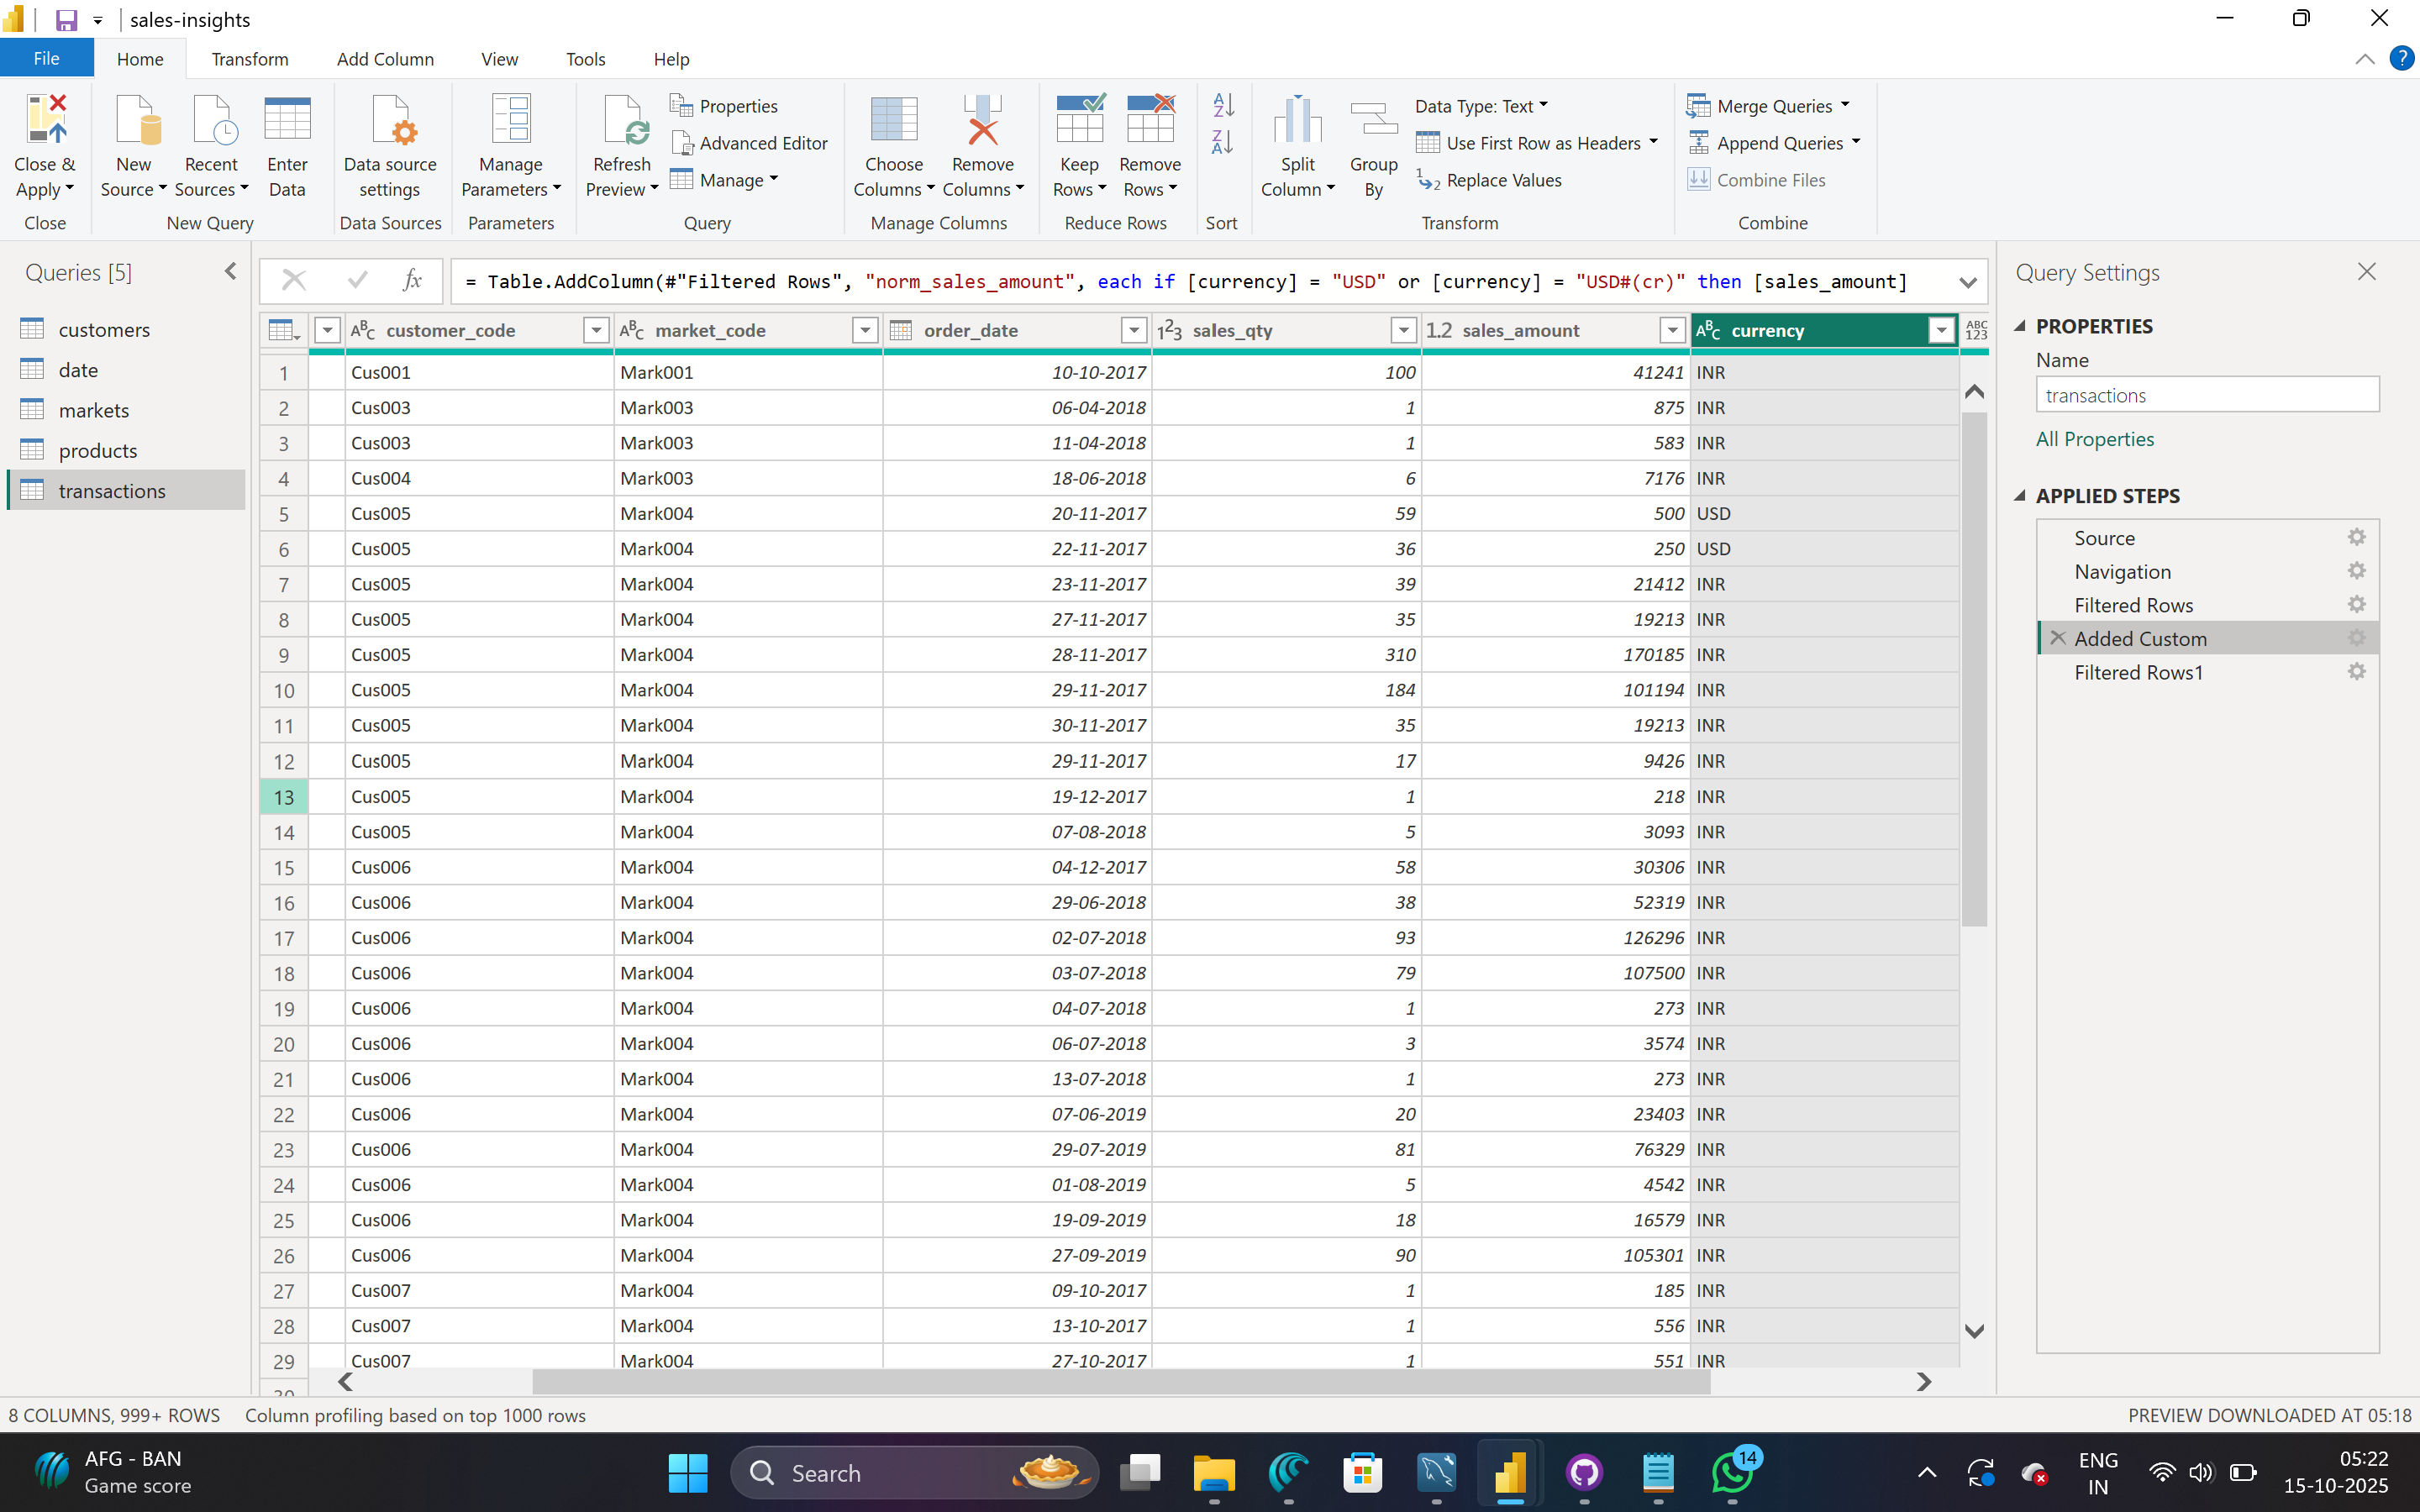 sales-insights
File Home Transform Add Column View Tools Help
Close & Apply
New Source
Recent Sources
Enter Data
Data source settings
Manage Parameters
Refresh Preview
Properties
Advanced Editor
Manage
Choose Columns
Remove Columns
Keep Rows
Remove Rows
Split Column
Group By
Data Type: Text
Use First Row as Headers
Replace Values
Merge Queries
Append Queries
Combine Files
Close New Query Data Sources Parameters Query Manage Columns Reduce Rows Sort Transform Combine
Queries [5]
customers
date
markets
products
transactions
fx = Table.AddColumn(#"Filtered Rows", "norm_sales_amount", each if [currency] = "USD" or [currency] = "USD#(cr)" then [sales_amount]
ABC customer_code ABC market_code order_date 123 sales_qty 1.2 sales_amount ABC currency ABC 123
1 Cus001 Mark001 10-10-2017 100 41241 INR
2 Cus003 Mark003 06-04-2018 1 875 INR
3 Cus003 Mark003 11-04-2018 1 583 INR
4 Cus004 Mark003 18-06-2018 6 7176 INR
5 Cus005 Mark004 20-11-2017 59 500 USD
6 Cus005 Mark004 22-11-2017 36 250 USD
7 Cus005 Mark004 23-11-2017 39 21412 INR
8 Cus005 Mark004 27-11-2017 35 19213 INR
9 Cus005 Mark004 28-11-2017 310 170185 INR
10 Cus005 Mark004 29-11-2017 184 101194 INR
11 Cus005 Mark004 30-11-2017 35 19213 INR
12 Cus005 Mark004 29-11-2017 17 9426 INR
13 Cus005 Mark004 19-12-2017 1 218 INR
14 Cus005 Mark004 07-08-2018 5 3093 INR
15 Cus006 Mark004 04-12-2017 58 30306 INR
16 Cus006 Mark004 29-06-2018 38 52319 INR
17 Cus006 Mark004 02-07-2018 93 126296 INR
18 Cus006 Mark004 03-07-2018 79 107500 INR
19 Cus006 Mark004 04-07-2018 1 273 INR
20 Cus006 Mark004 06-07-2018 3 3574 INR
21 Cus006 Mark004 13-07-2018 1 273 INR
22 Cus006 Mark004 07-06-2019 20 23403 INR
23 Cus006 Mark004 29-07-2019 81 76329 INR
24 Cus006 Mark004 01-08-2019 5 4542 INR
25 Cus006 Mark004 19-09-2019 18 16579 INR
26 Cus006 Mark004 27-09-2019 90 105301 INR
27 Cus007 Mark004 09-10-2017 1 185 INR
28 Cus007 Mark004 13-10-2017 1 556 INR
29 Cus007 Mark004 27-10-2017 1 551 INR
30
Query Settings
PROPERTIES
Name
transactions
All Properties
APPLIED STEPS
Source
Navigation
Filtered Rows
Added Custom
Filtered Rows1
8 COLUMNS, 999+ ROWS Column profiling based on top 1000 rows PREVIEW DOWNLOADED AT 05:18
AFG - BAN
Game score
Search
14
ENG
IN
05:22
15-10-2025